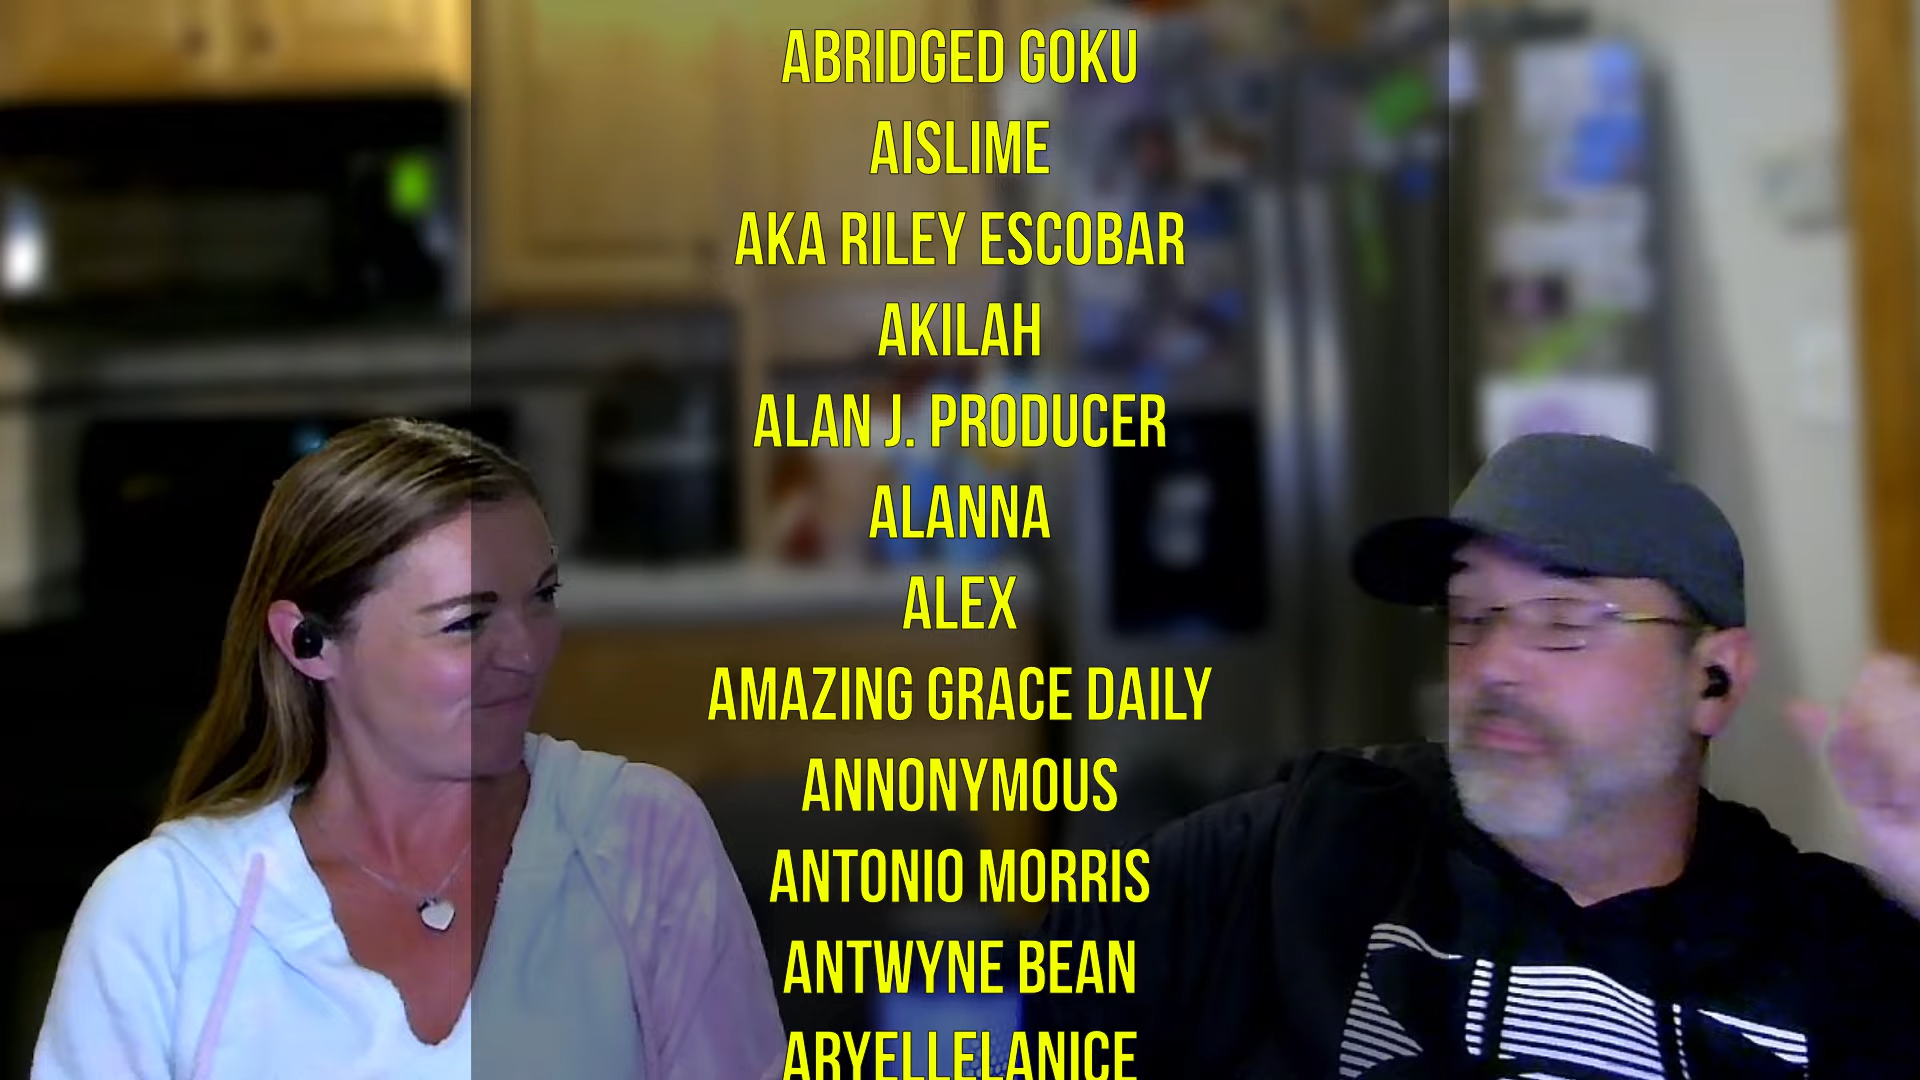 ABRIDGED GOKU
AISLIME
AKA RILEY ESCOBAR
AKILAH
ALAN J. PRODUCER
ALANNA
ALEX
AMAZING GRACE DAILY
ANNONYMOUS
ANTONIO MORRIS
ANTWYNE BEAN
ARYELLELANICE